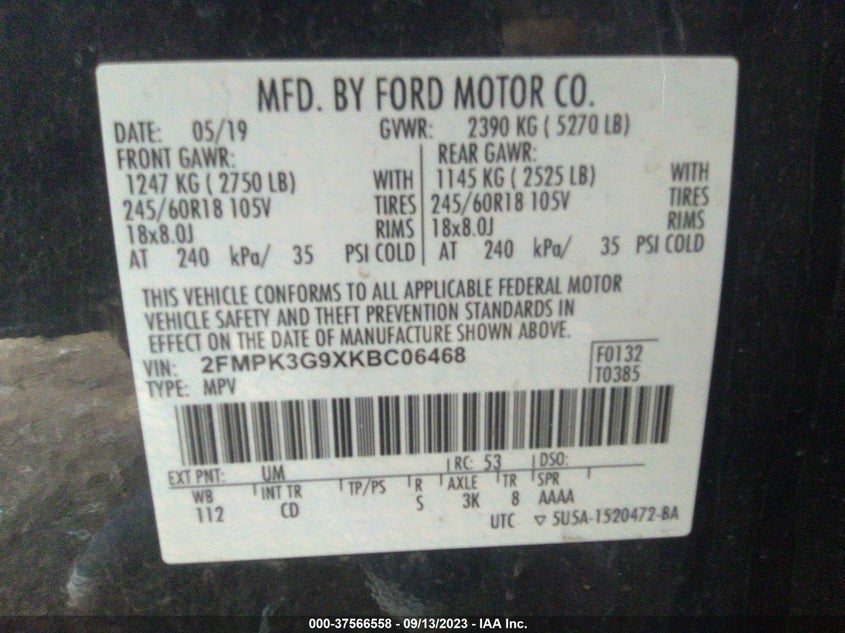 MFD. BY FORD MOTOR CO.
DATE: 05/19 GVWR: 2390 KG ( 5270 LB)
FRONT GAWR: REAR GAWR:
1247 KG ( 2750 LB) WITH 1145 KG ( 2525 LB) WITH
245/60R18 105V TIRES 245/60R18 105V TIRES
18x8.0J RIMS 18x8.0J RIMS
AT 240 kPa/ 35 PSI COLD AT 240 kPa/ 35 PSI COLD
THIS VEHICLE CONFORMS TO ALL APPLICABLE FEDERAL MOTOR
VEHICLE SAFETY AND THEFT PREVENTION STANDARDS IN
EFFECT ON THE DATE OF MANUFACTURE SHOWN ABOVE.
VIN: 2FMPK3G9XKBC06468 F0132
TYPE: MPV T0385
EXT PNT: UM RC: 53 DSO:
WB INT TR TP/PS R AXLE TR SPR
112 CD S 3K 8 AAAA
UTC ▽ 5U5A-1520472-BA
000-37566558 - 09/13/2023 - IAA Inc.